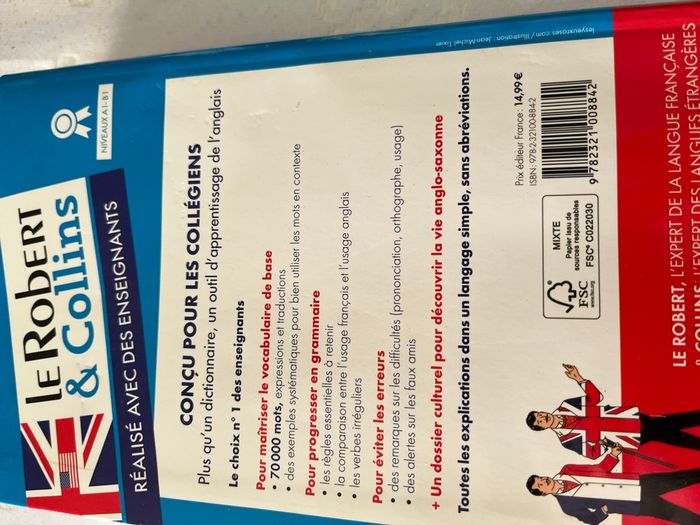 LE ROBERT
& Collins
NIVEAUX A1-B1
RÉALISÉ AVEC DES ENSEIGNANTS
CONÇU POUR LES COLLÉGIENS
Plus qu'un dictionnaire, un outil d'apprentissage de l'anglais
Le choix n° 1 des enseignants
Pour maîtriser le vocabulaire de base
• 70 000 mots, expressions et traductions
• des exemples systématiques pour bien utiliser les mots en contexte
Pour progresser en grammaire
• les règles essentielles à retenir
• la comparaison entre l'usage français et l'usage anglais
• les verbes irréguliers
Pour éviter les erreurs
• des remarques sur les difficultés (prononciation, orthographe, usage)
• des alertes sur les faux amis
+ Un dossier culturel pour découvrir la vie anglo-saxonne
Toutes les explications dans un langage simple, sans abréviations.
lesyeuxroses.com / Illustration : Jean-Michel Tixier
Prix éditeur France : 14,99 €
ISBN : 978-2-32100-884-2
9 782321 008842
FSC
www.fsc.org
MIXTE
Papier issu de
sources responsables
FSC® C022030
LE ROBERT, L'EXPERT DE LA LANGUE FRANÇAISE
& COLLINS, L'EXPERT DES LANGUES ÉTRANGÈRES